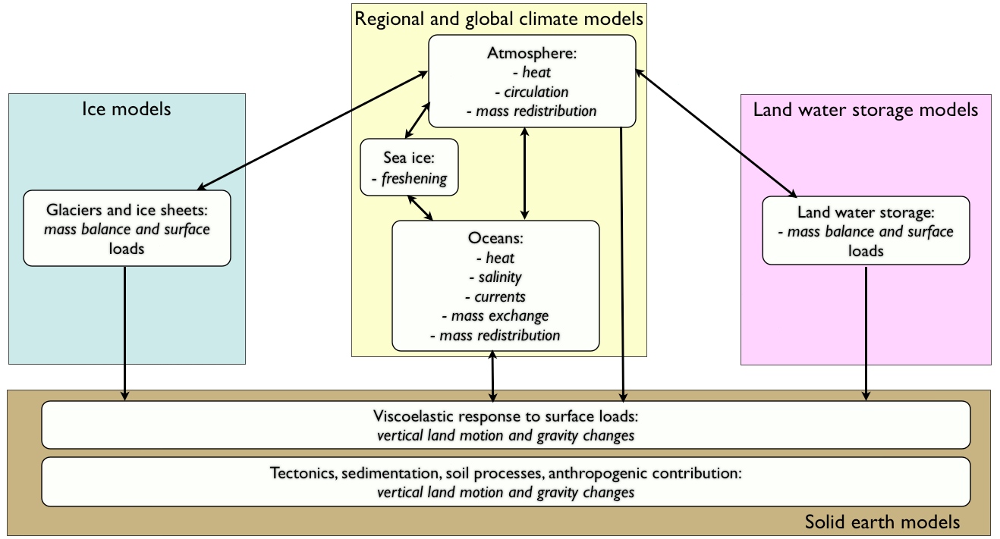 Regional and global climate models
Atmosphere:
- heat
- circulation
- mass redistribution
Ice models
Land water storage models
Sea ice:
- freshening
Glaciers and ice sheets:
mass balance and surface
loads
Land water storage:
- mass balance and surface
loads
Oceans:
- heat
- salinity
- currents
- mass exchange
- mass redistribution
Viscoelastic response to surface loads:
vertical land motion and gravity changes
Tectonics, sedimentation, soil processes, anthropogenic contribution:
vertical land motion and gravity changes
Solid earth models